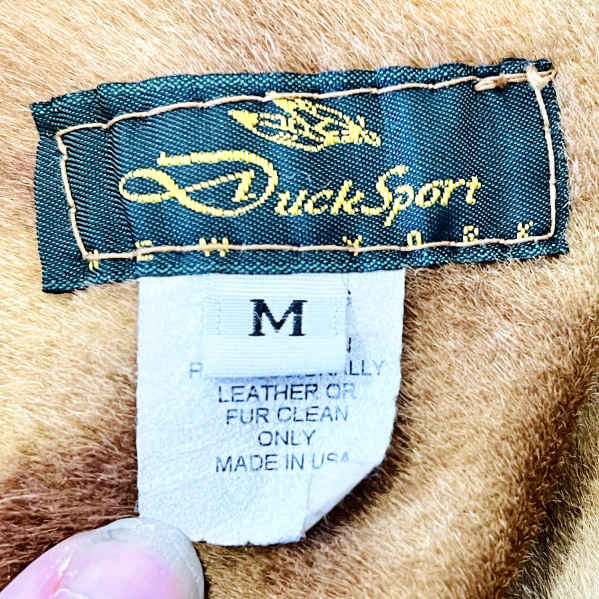 DuckSport
NEW YORK
M
LEATHER OR
FUR CLEAN
ONLY
MADE IN USA